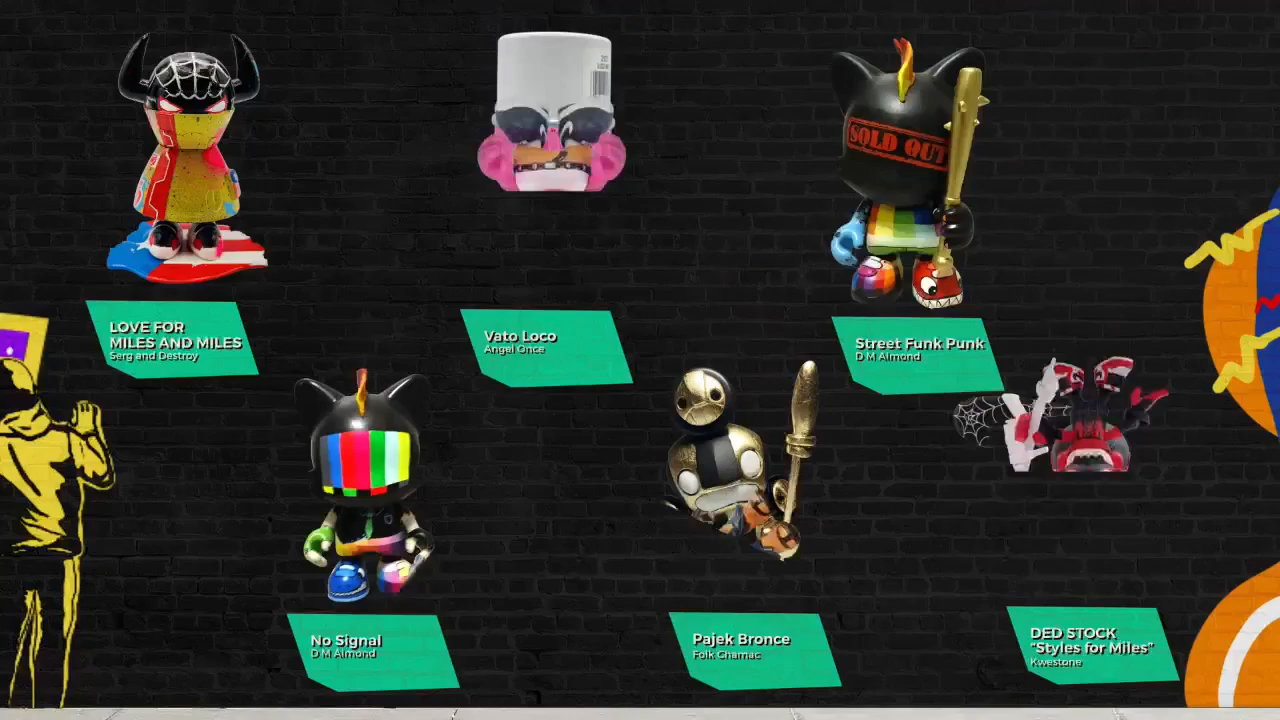 SOLD OUT
LOVE FOR
MILES AND MILES
Serg and Destroy
Vato Loco
Angel Once
Street Funk Punk
D M Almond
No Signal
D M Almond
Pajek Bronce
Folk Chamac
DED STOCK
"Styles for Miles"
Kwestone